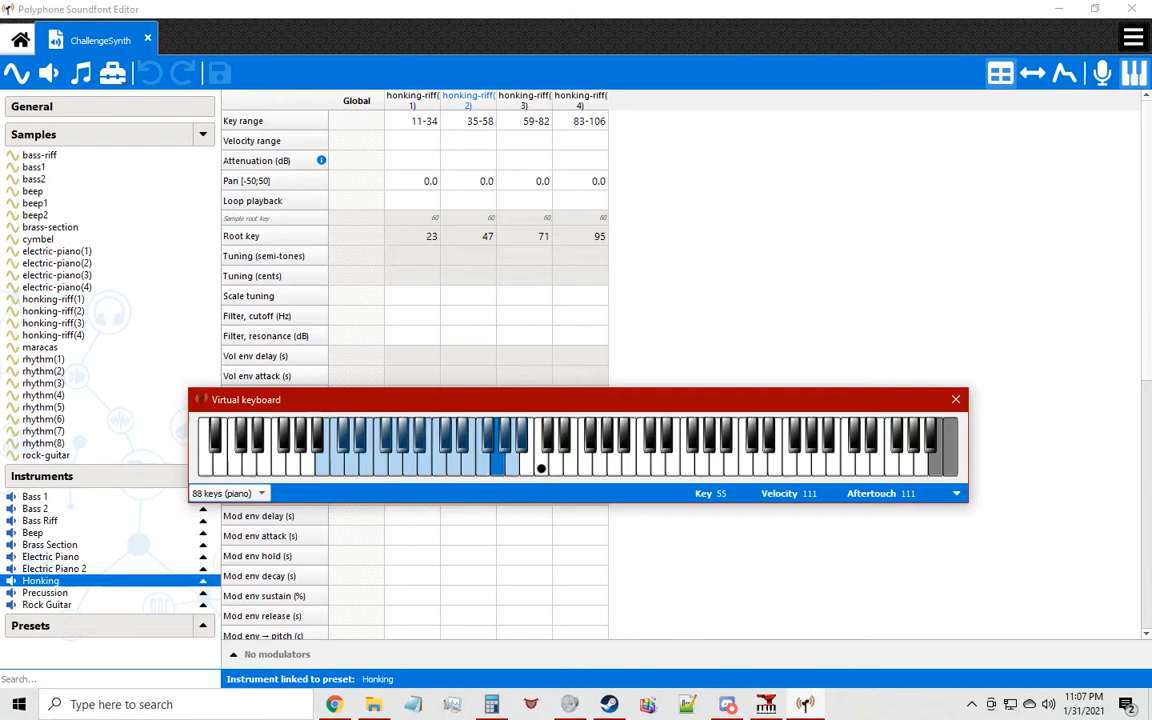 Polyphone Soundfont Editor
ChallengeSynth
General
Samples
bass-riff
bass1
bass2
beep
beep1
beep2
brass-section
cymbel
electric-piano(1)
electric-piano(2)
electric-piano(3)
electric-piano(4)
honking-riff(1)
honking-riff(2)
honking-riff(3)
honking-riff(4)
maracas
rhythm(1)
rhythm(2)
rhythm(3)
rhythm(4)
rhythm(5)
rhythm(6)
rhythm(7)
rhythm(8)
rock-guitar
Instruments
Bass 1
Bass 2
Bass Riff
Beep
Brass Section
Electric Piano
Electric Piano 2
Honking
Precussion
Rock Guitar
Presets
Search...
Global honking-riff(1) honking-riff(2) honking-riff(3) honking-riff(4)
Key range 11-34 35-58 59-82 83-106
Velocity range
Attenuation (dB)
Pan [-50;50] 0.0 0.0 0.0 0.0
Loop playback
Sample root key 60 60 60 60
Root key 23 47 71 95
Tuning (semi-tones)
Tuning (cents)
Scale tuning
Filter, cutoff (Hz)
Filter, resonance (dB)
Vol env delay (s)
Vol env attack (s)
Virtual keyboard
88 keys (piano) Key 55 Velocity 111 Aftertouch 111
Mod env delay (s)
Mod env attack (s)
Mod env hold (s)
Mod env decay (s)
Mod env sustain (%)
Mod env release (s)
Mod env → pitch (c)
No modulators
Instrument linked to preset: Honking
Type here to search
11:07 PM
1/31/2021
2